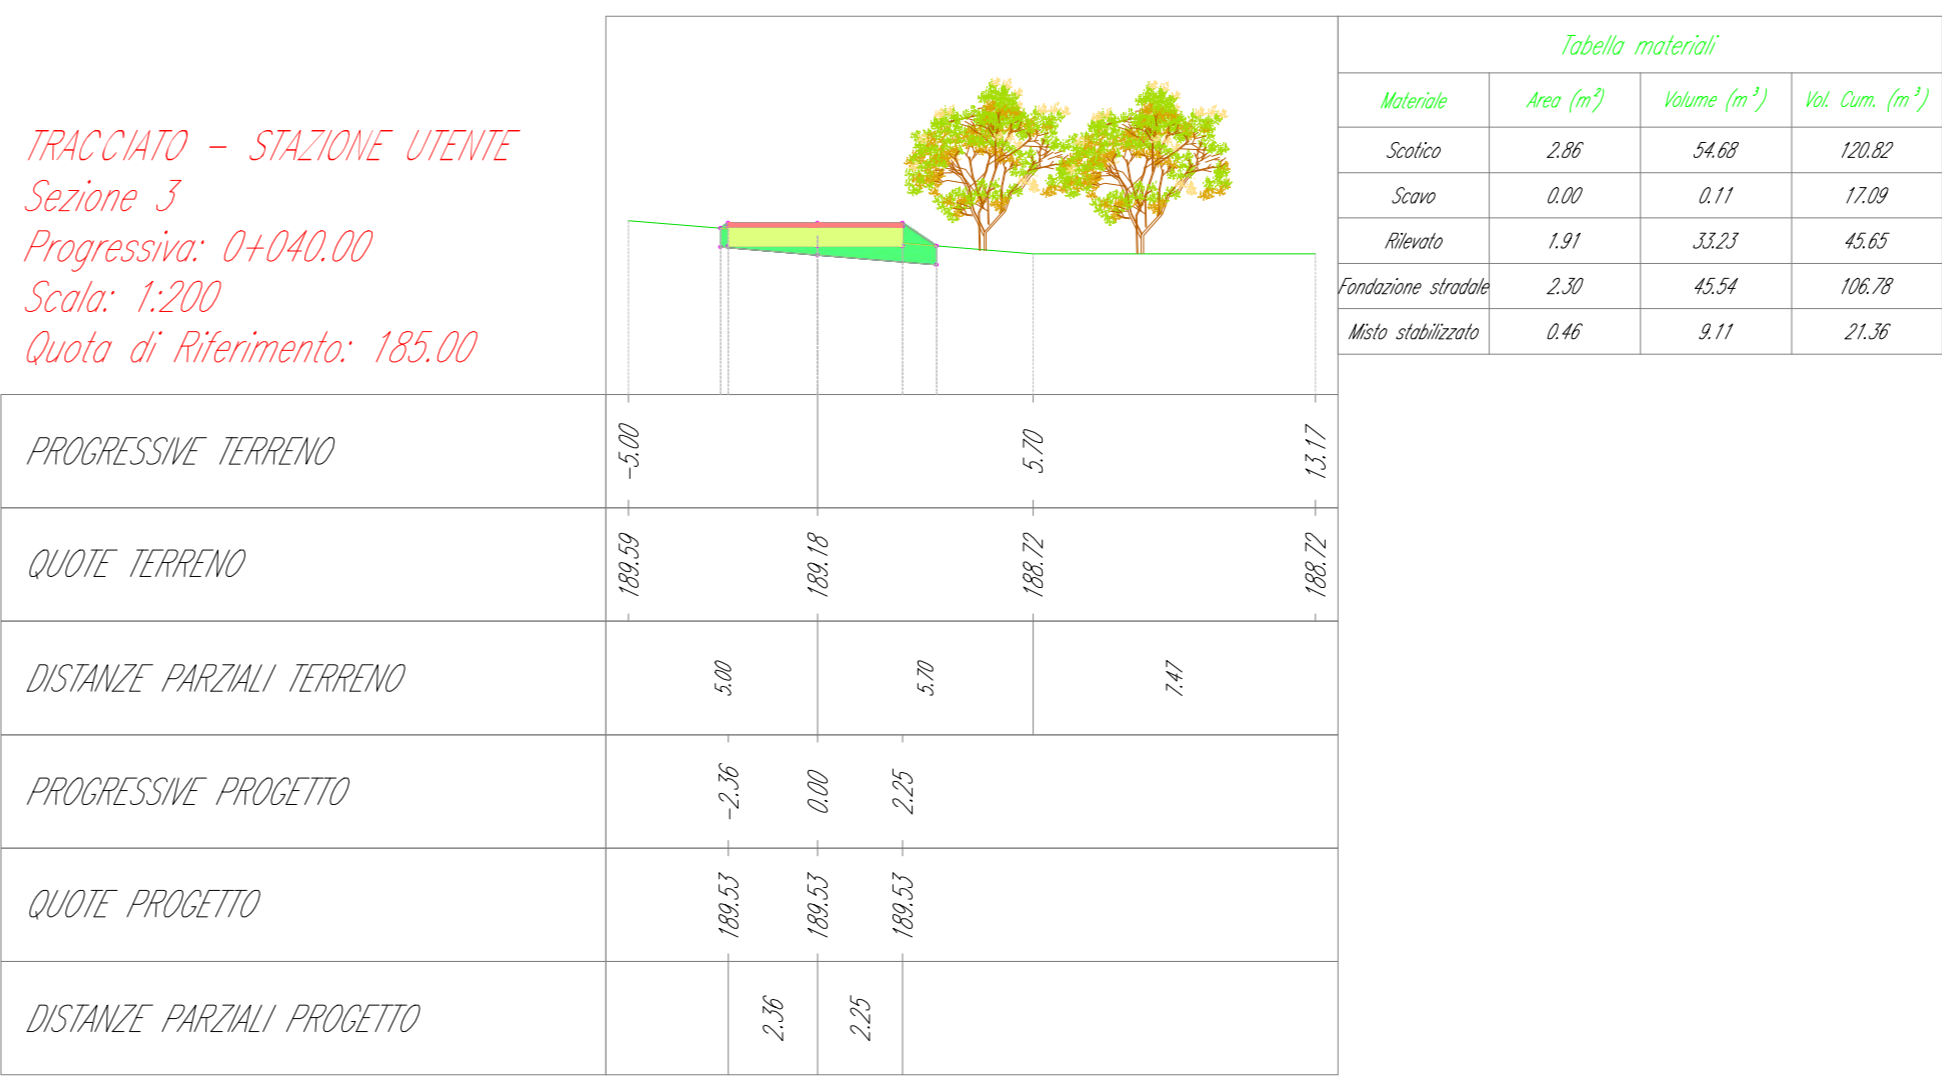 TRACCIATO - STAZIONE UTENTE
Sezione 3
Progressiva: 0+040.00
Scala: 1:200
Quota di Riferimento: 185.00
Tabella materiali
Materiale Area (m²) Volume (m³) Vol. Cum. (m³)
Scotico 2.86 54.68 120.82
Scavo 0.00 0.11 17.09
Rilevato 1.91 33.23 45.65
Fondazione stradale 2.30 45.54 106.78
Misto stabilizzato 0.46 9.11 21.36
PROGRESSIVE TERRENO -5.00 5.70 13.17
QUOTE TERRENO 189.59 189.18 188.72 188.72
DISTANZE PARZIALI TERRENO 5.00 5.70 7.47
PROGRESSIVE PROGETTO -2.36 0.00 2.25
QUOTE PROGETTO 189.53 189.53 189.53
DISTANZE PARZIALI PROGETTO 2.36 2.25